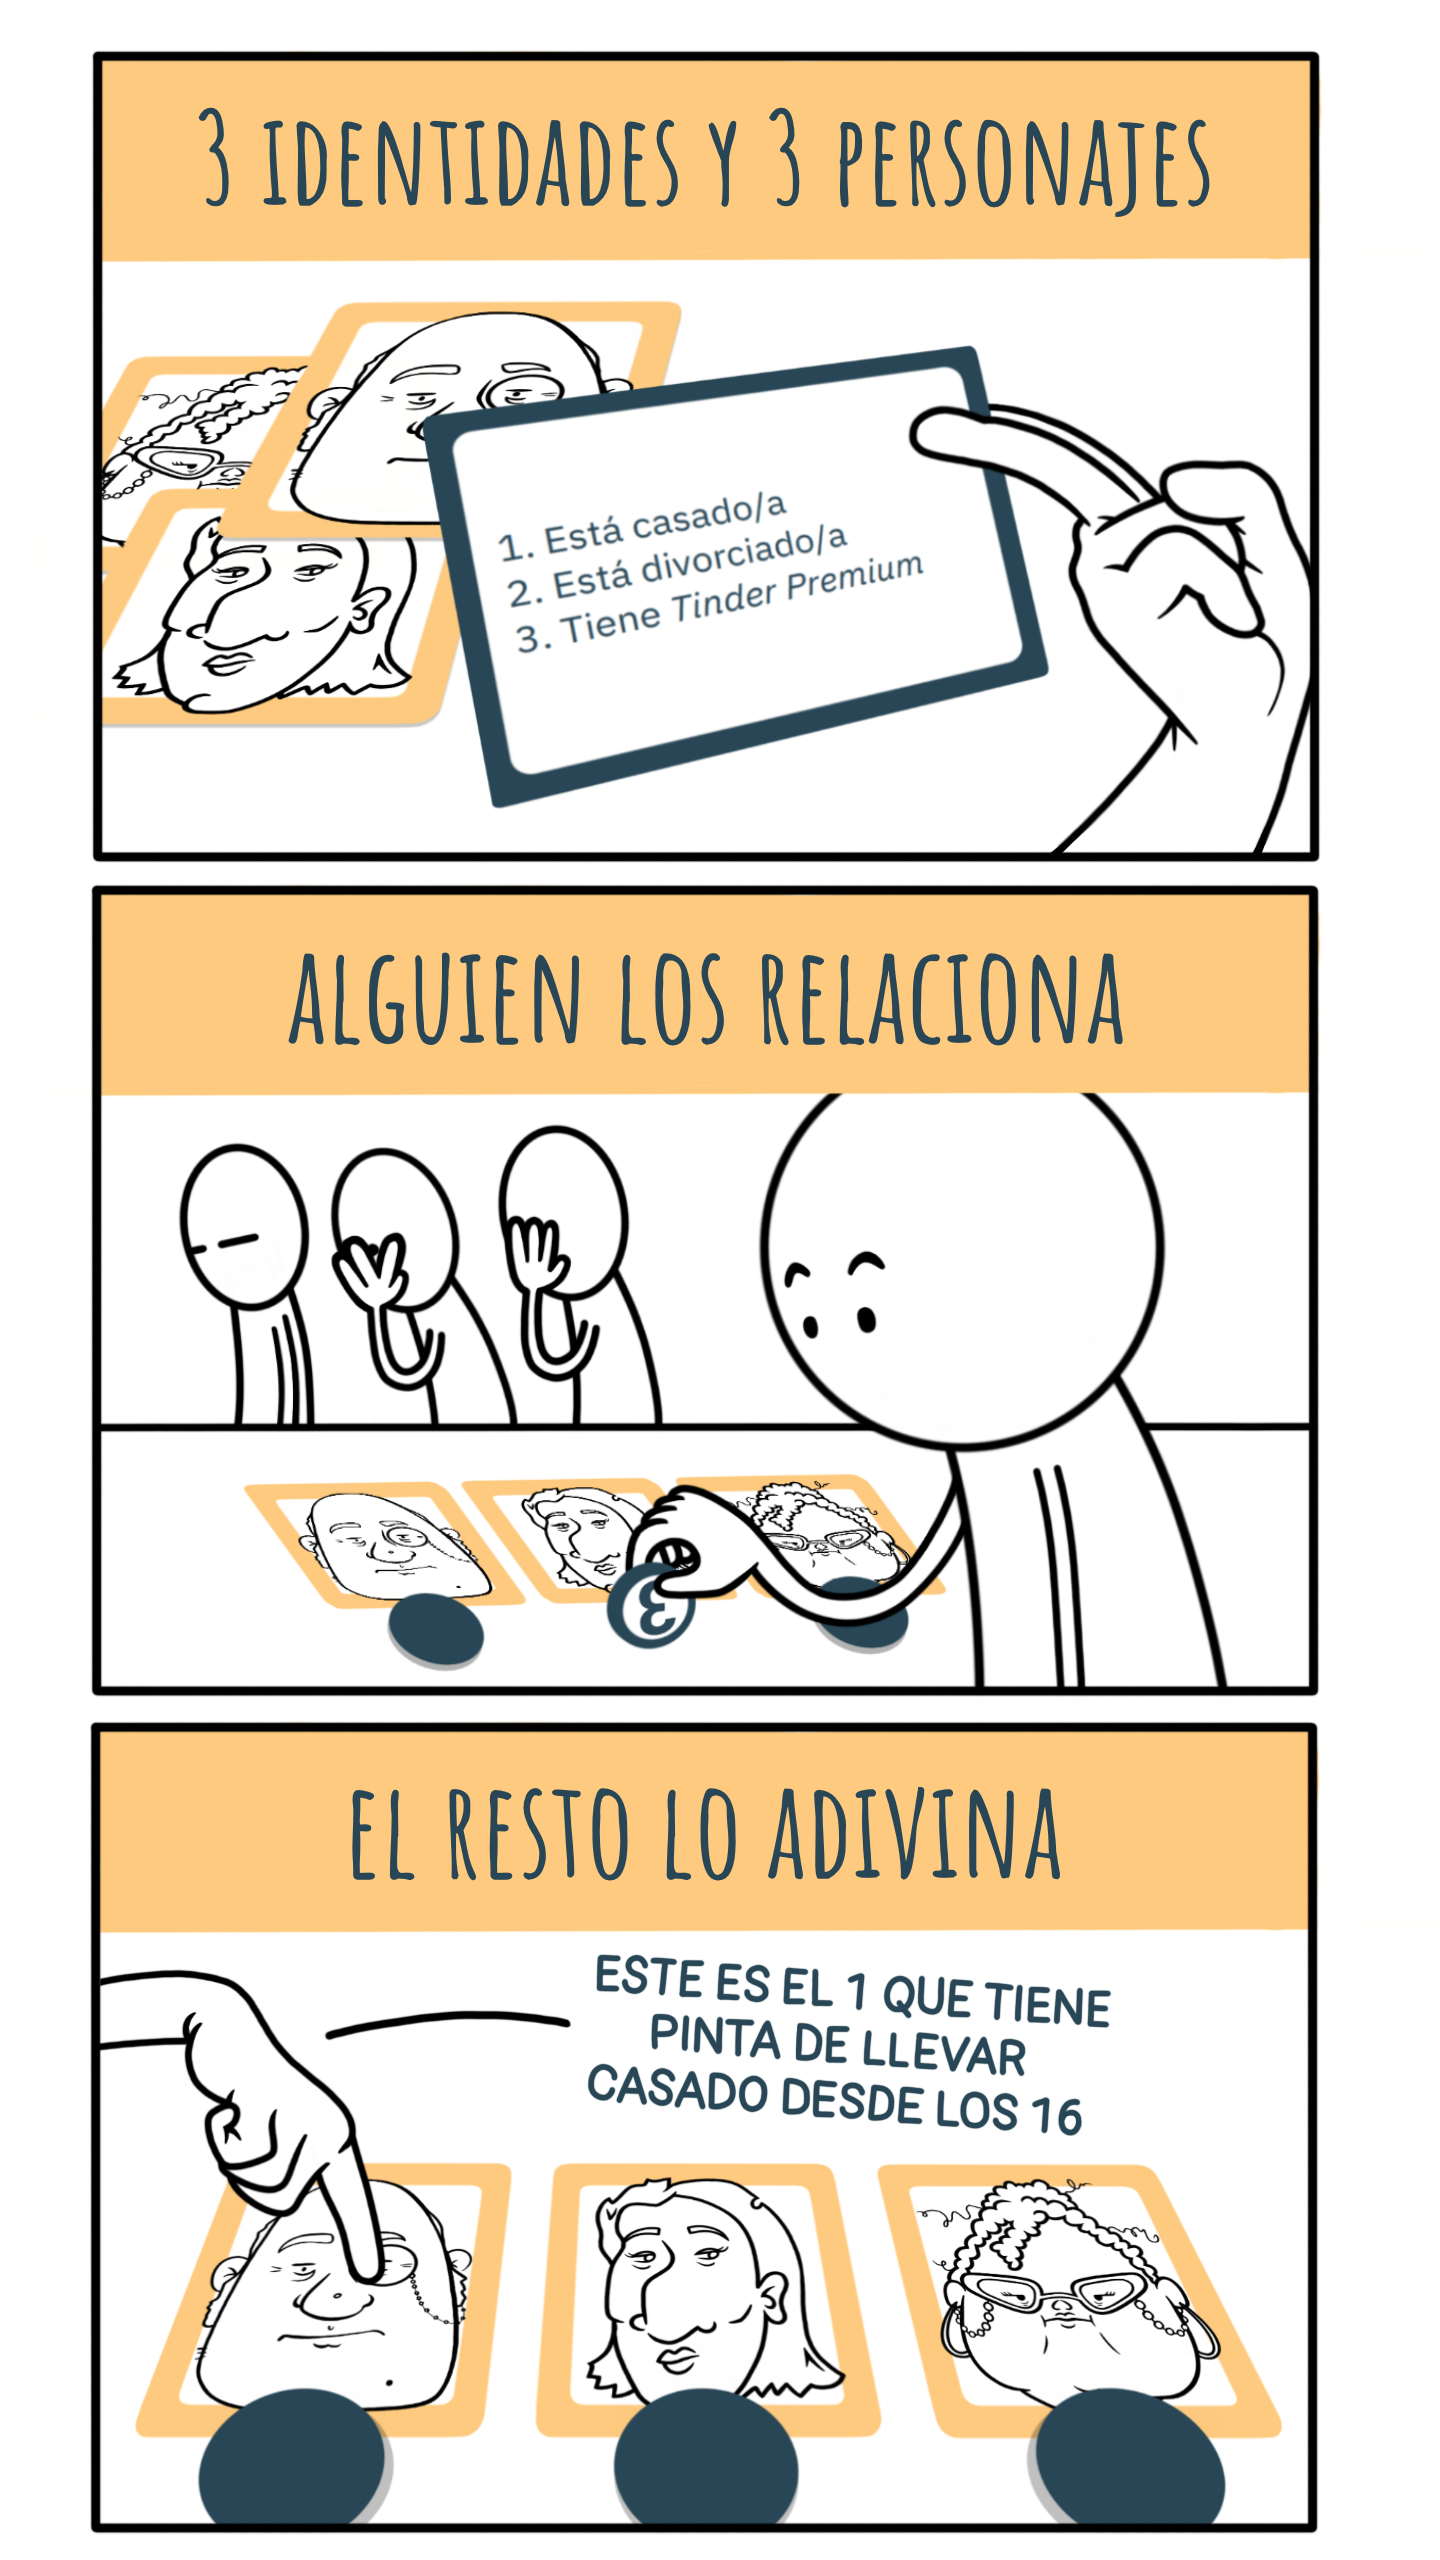 3 IDENTIDADES Y 3 PERSONAJES
1. Está casado/a
2. Está divorciado/a
3. Tiene Tinder Premium
ALGUIEN LOS RELACIONA
3
EL RESTO LO ADIVINA
ESTE ES EL 1 QUE TIENE
PINTA DE LLEVAR
CASADO DESDE LOS 16